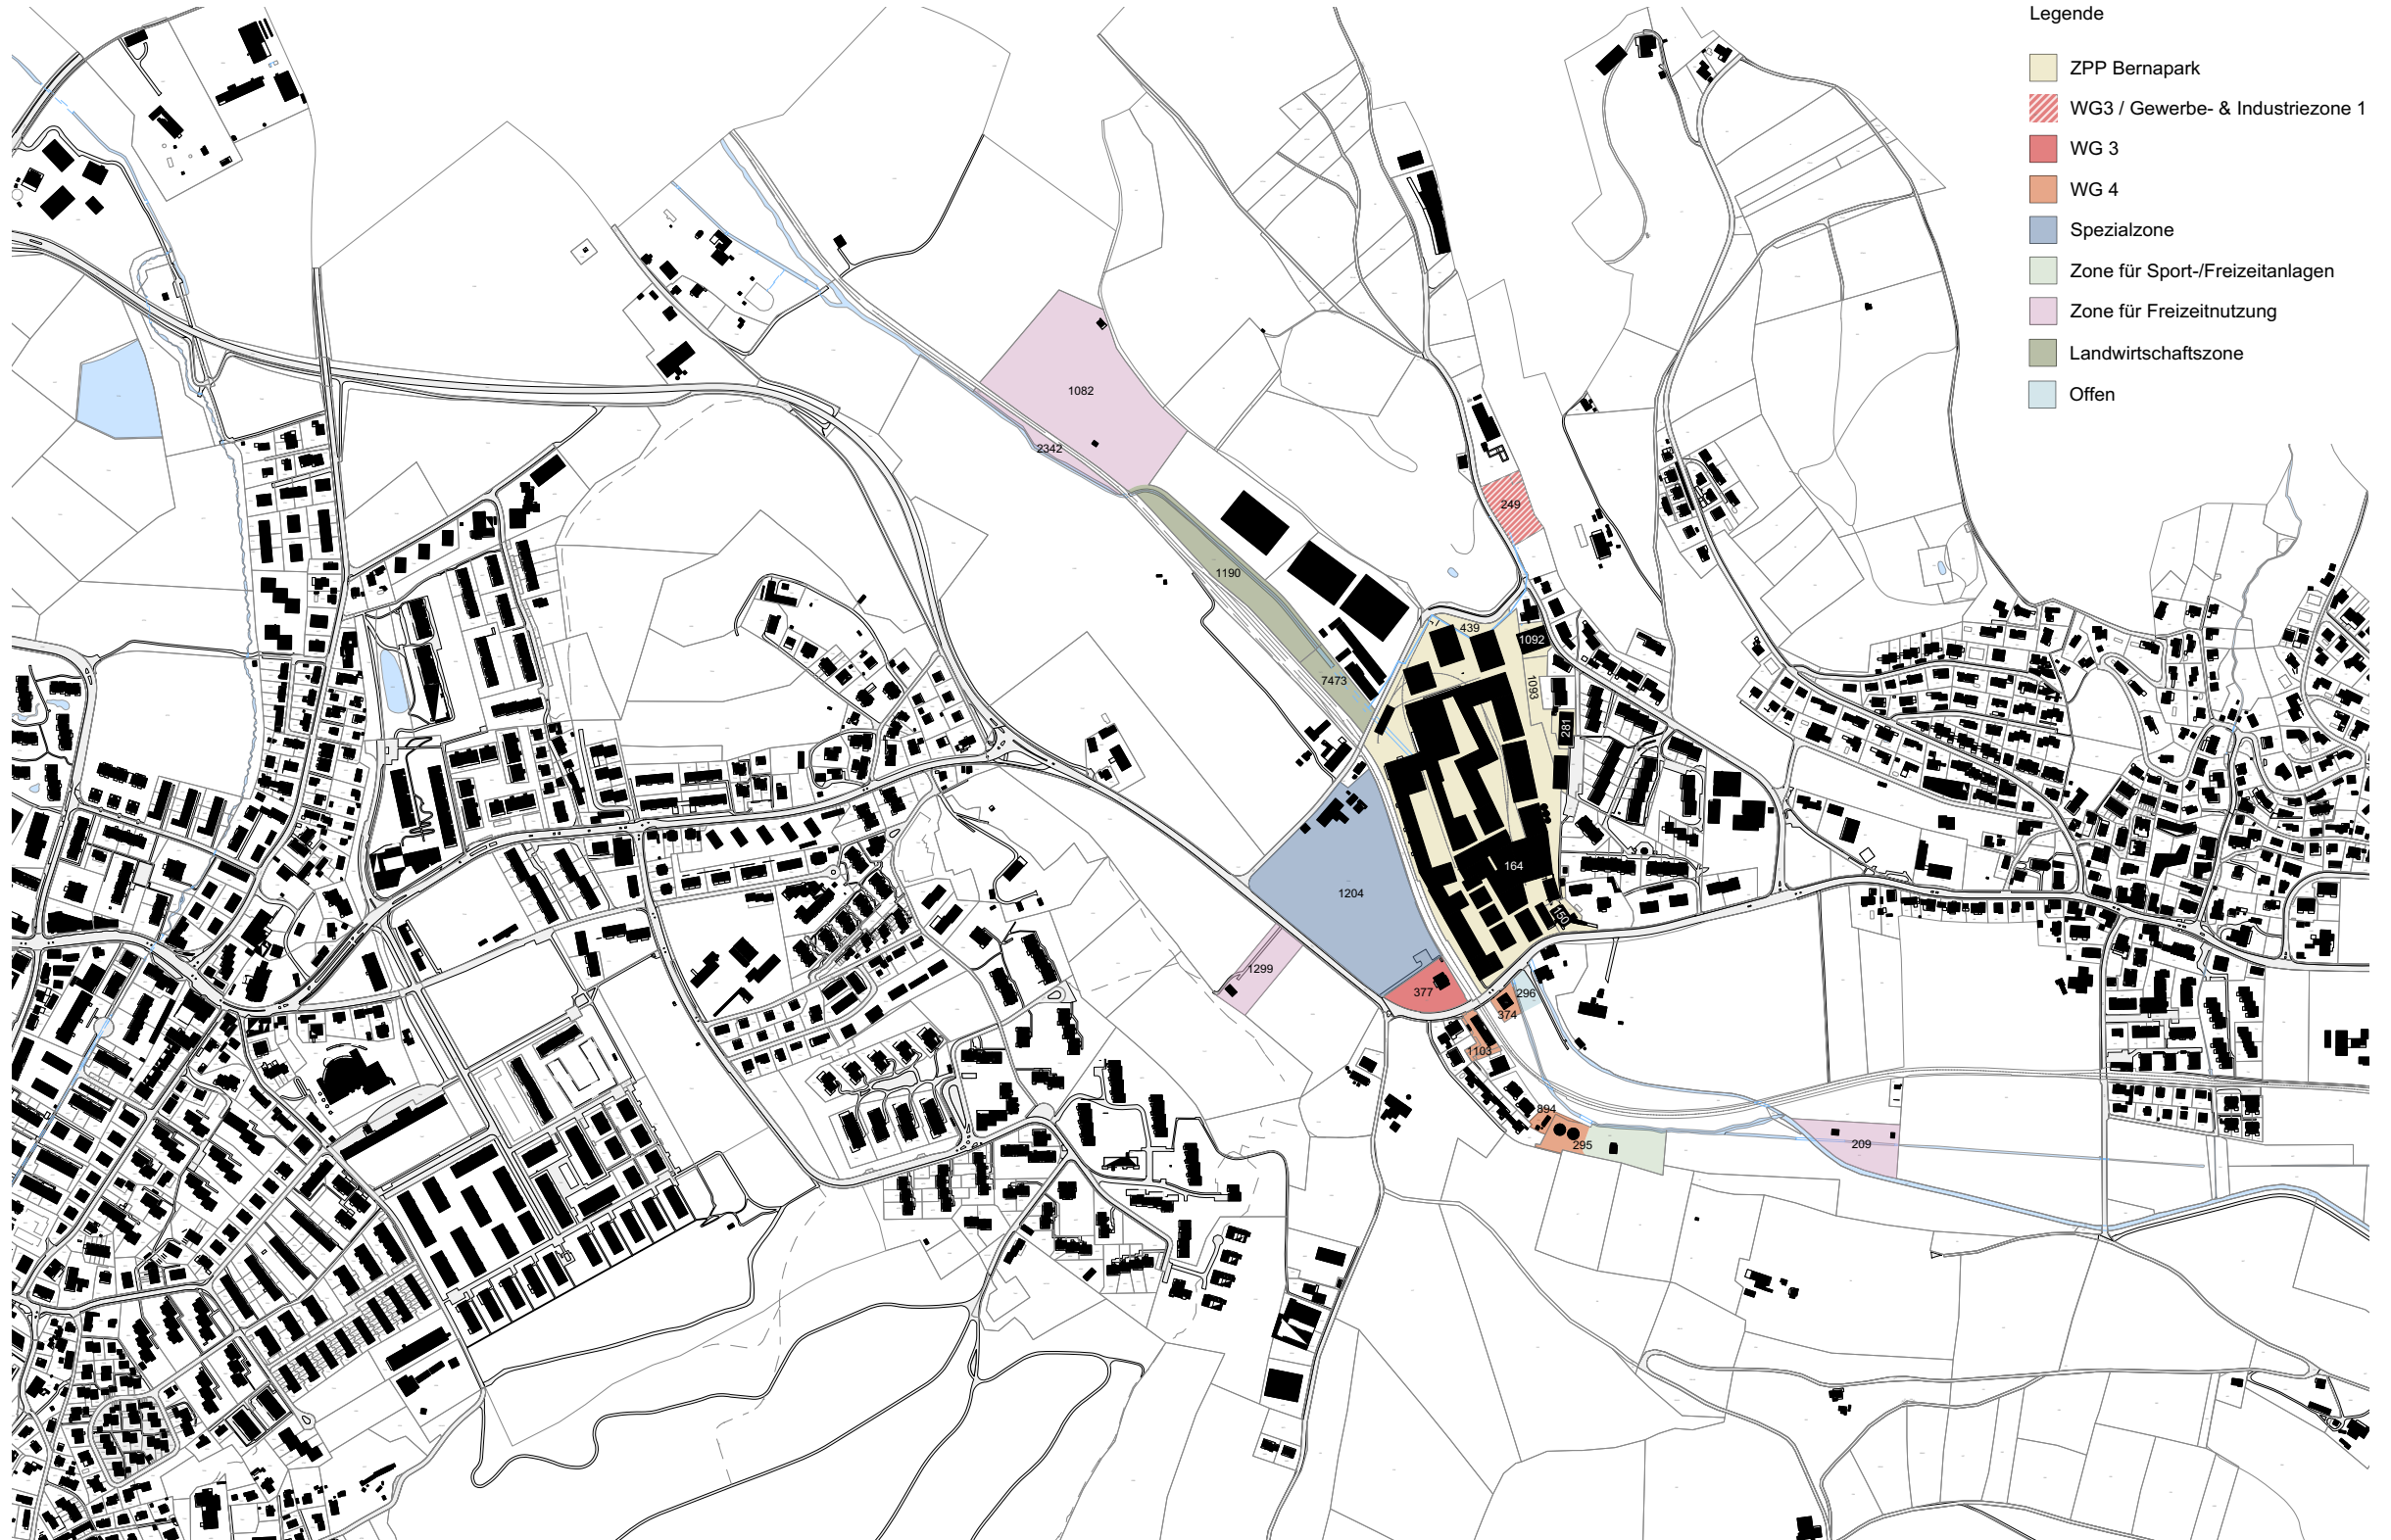 Legende
ZPP Bernapark
WG3 / Gewerbe- & Industriezone 1
WG 3
WG 4
Spezialzone
Zone für Sport-/Freizeitanlagen
Zone für Freizeitnutzung
Landwirtschaftszone
Offen
1082
2342
249
1190
439
1092
7473
1093
281
164
1204
150
1299
377
296
374
1103
894
295
209